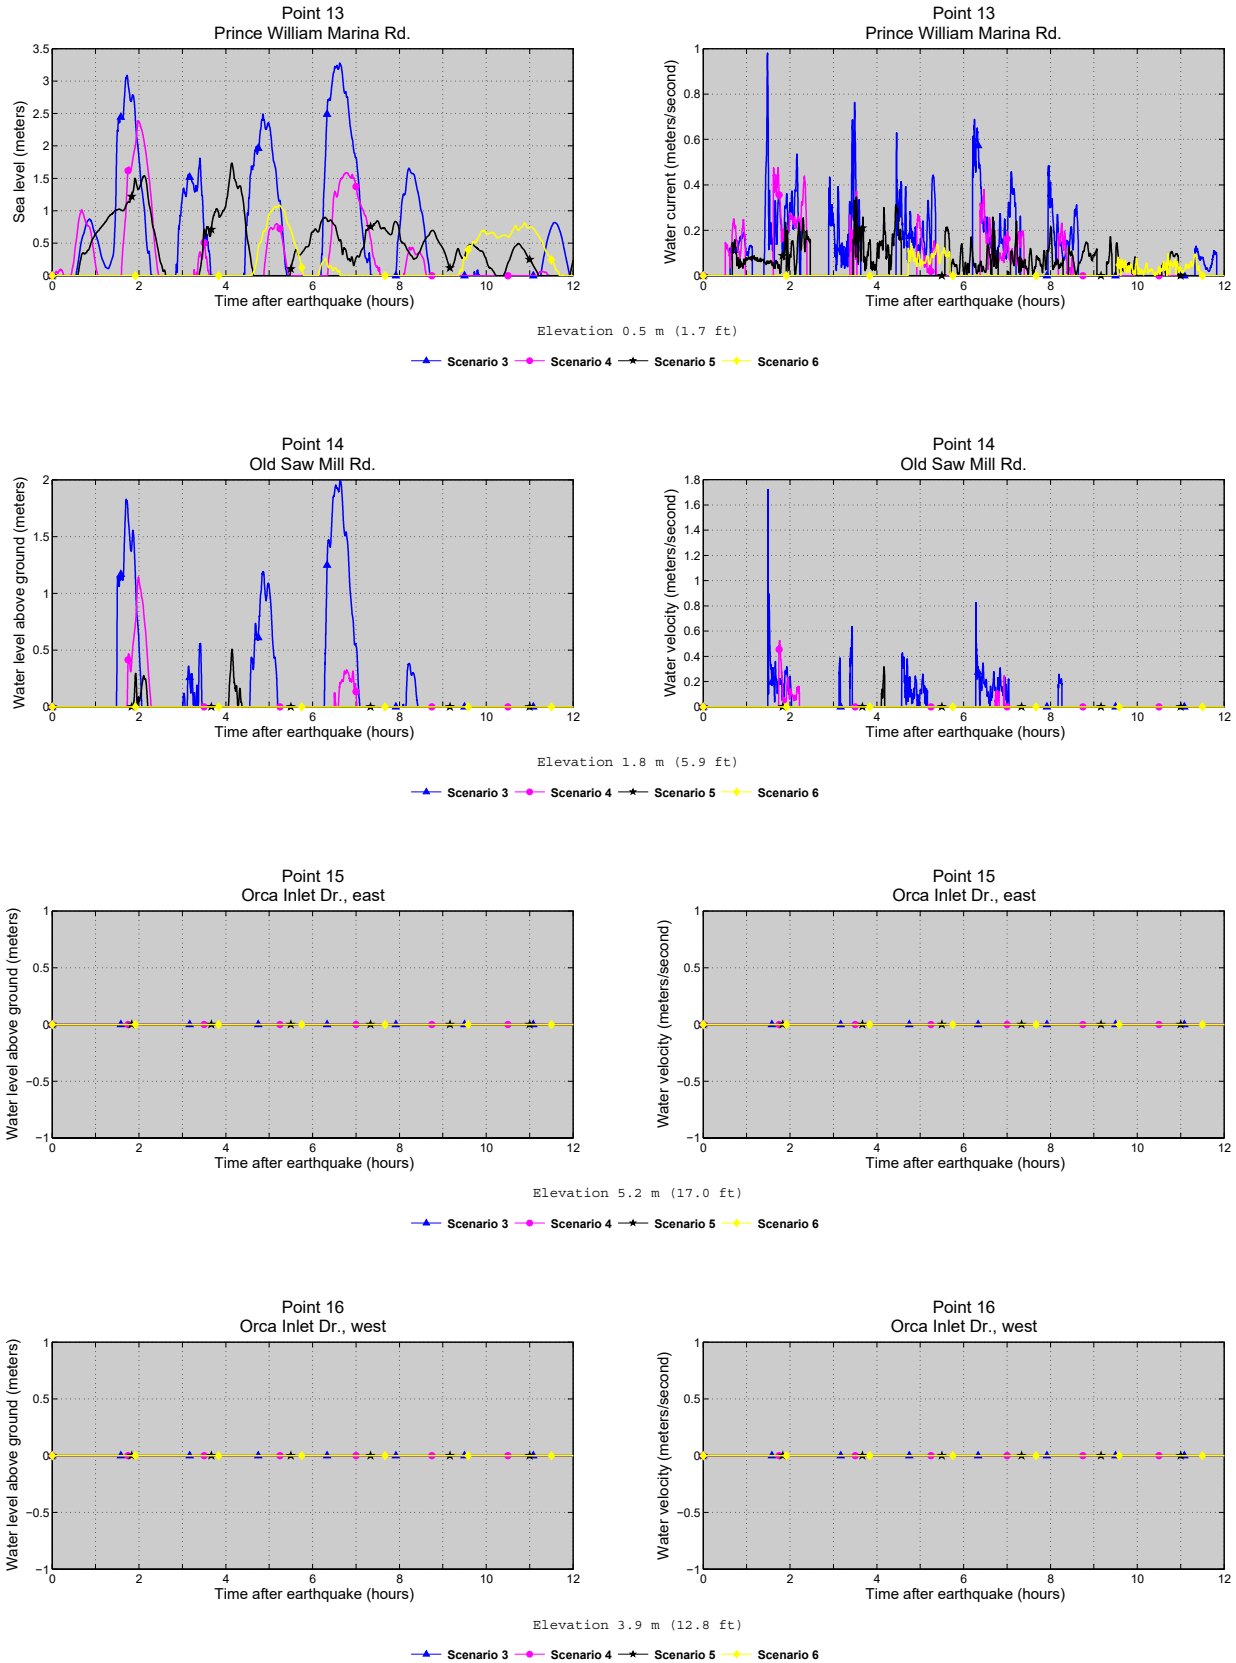 Point 13
Prince William Marina Rd.
Sea level (meters)
3.5
3
2.5
2
1.5
1
0.5
0
0 2 4 6 8 10 12
Time after earthquake (hours)
Point 13
Prince William Marina Rd.
Water current (meters/second)
1
0.8
0.6
0.4
0.2
0
0 2 4 6 8 10 12
Time after earthquake (hours)
Elevation 0.5 m (1.7 ft)
Scenario 3 Scenario 4 Scenario 5 Scenario 6
Point 14
Old Saw Mill Rd.
Water level above ground (meters)
2
1.5
1
0.5
0
0 2 4 6 8 10 12
Time after earthquake (hours)
Point 14
Old Saw Mill Rd.
Water velocity (meters/second)
1.8
1.6
1.4
1.2
1
0.8
0.6
0.4
0.2
0
0 2 4 6 8 10 12
Time after earthquake (hours)
Elevation 1.8 m (5.9 ft)
Scenario 3 Scenario 4 Scenario 5 Scenario 6
Point 15
Orca Inlet Dr., east
Water level above ground (meters)
1
0.5
0
−0.5
−1
0 2 4 6 8 10 12
Time after earthquake (hours)
Point 15
Orca Inlet Dr., east
Water velocity (meters/second)
1
0.5
0
−0.5
−1
0 2 4 6 8 10 12
Time after earthquake (hours)
Elevation 5.2 m (17.0 ft)
Scenario 3 Scenario 4 Scenario 5 Scenario 6
Point 16
Orca Inlet Dr., west
Water level above ground (meters)
1
0.5
0
−0.5
−1
0 2 4 6 8 10 12
Time after earthquake (hours)
Point 16
Orca Inlet Dr., west
Water velocity (meters/second)
1
0.5
0
−0.5
−1
0 2 4 6 8 10 12
Time after earthquake (hours)
Elevation 3.9 m (12.8 ft)
Scenario 3 Scenario 4 Scenario 5 Scenario 6